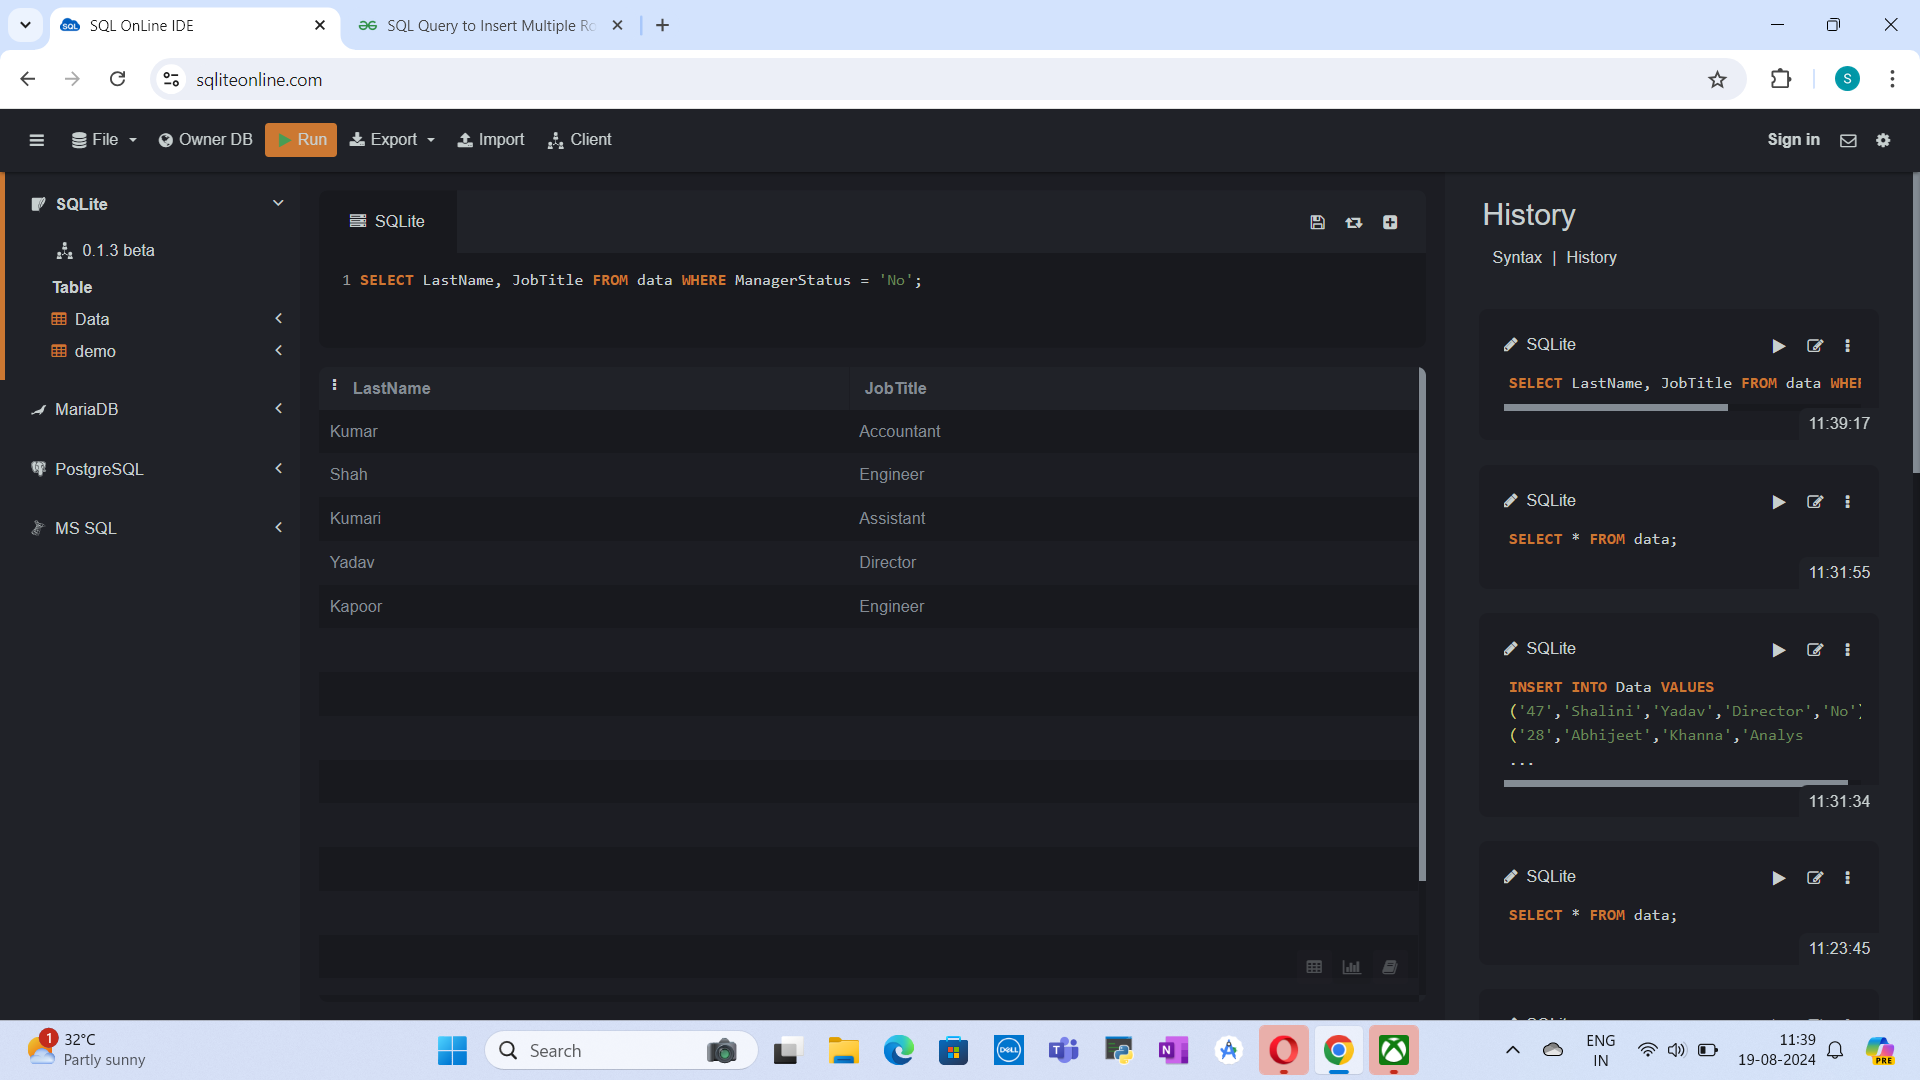 SQL OnLine IDE
SQL Query to Insert Multiple Ro
sqliteonline.com
S
File
Owner DB
Run
Export
Import
Client
Sign in
SQLite
0.1.3 beta
Table
Data
demo
MariaDB
PostgreSQL
MS SQL
SQLite
1 SELECT LastName, JobTitle FROM data WHERE ManagerStatus = 'No';
LastName JobTitle
Kumar Accountant
Shah Engineer
Kumari Assistant
Yadav Director
Kapoor Engineer
History
Syntax | History
SQLite
SELECT LastName, JobTitle FROM data WHER
11:39:17
SQLite
SELECT * FROM data;
11:31:55
SQLite
INSERT INTO Data VALUES
('47','Shalini','Yadav','Director','No')
('28','Abhijeet','Khanna','Analys
...
11:31:34
SQLite
SELECT * FROM data;
11:23:45
1
32°C
Partly sunny
Search
DELL
ENG
IN
11:39
19-08-2024
PRE